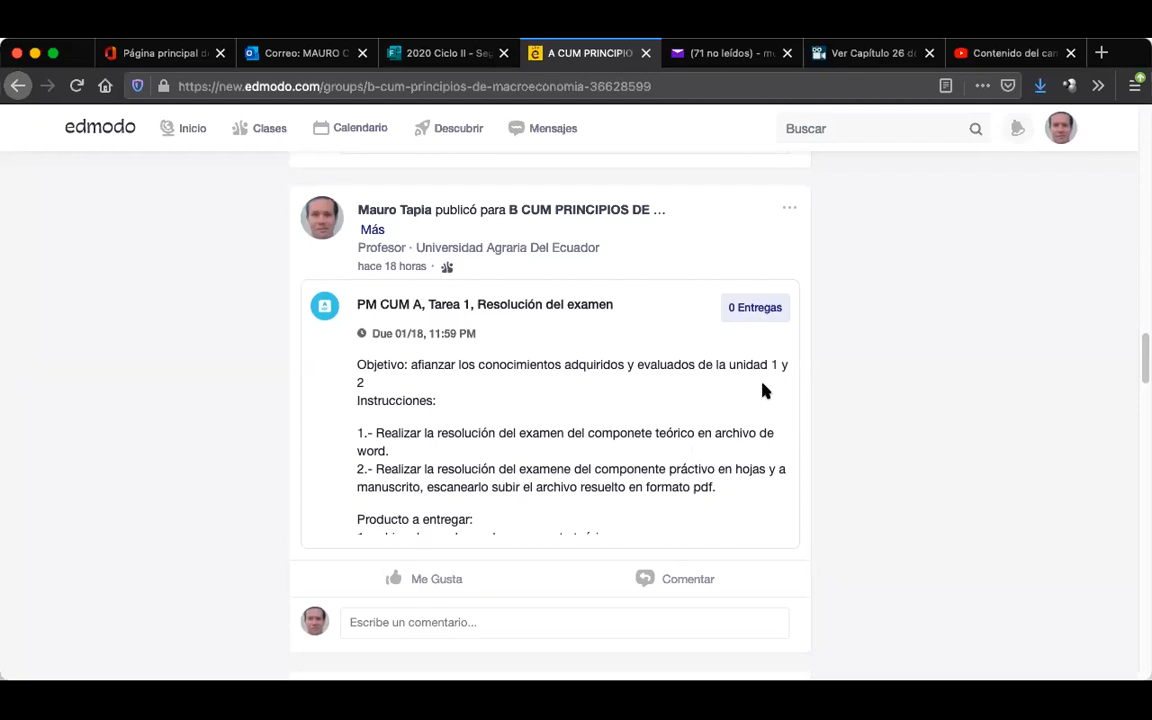 Página principal de
Correo: MAURO C
2020 Ciclo II - Se
A CUM PRINCIPIO
(71 no leídos) - m
Ver Capítulo 26 d
Contenido del ca
https://new.edmodo.com/groups/b-cum-principios-de-macroeconomia-36628599
edmodo
Inicio
Clases
Calendario
Descubrir
Mensajes
Buscar
Mauro Tapia publicó para B CUM PRINCIPIOS DE ...
Más
Profesor · Universidad Agraria Del Ecuador
hace 18 horas ·
PM CUM A, Tarea 1, Resolución del examen
0 Entregas
Due 01/18, 11:59 PM
Objetivo: afianzar los conocimientos adquiridos y evaluados de la unidad 1 y
2
Instrucciones:
1.- Realizar la resolución del examen del componete teórico en archivo de
word.
2.- Realizar la resolución del examene del componente práctivo en hojas y a
manuscrito, escanearlo subir el archivo resuelto en formato pdf.
Producto a entregar:
Me Gusta
Comentar
Escribe un comentario...